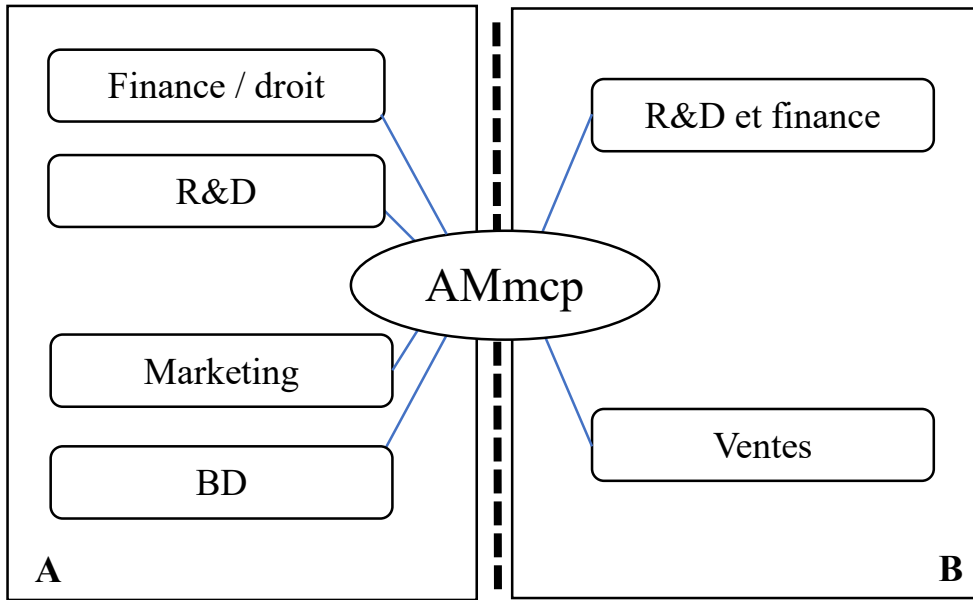 Finance / droit
R&D
Marketing
BD
A
AMmcp
R&D et finance
Ventes
B